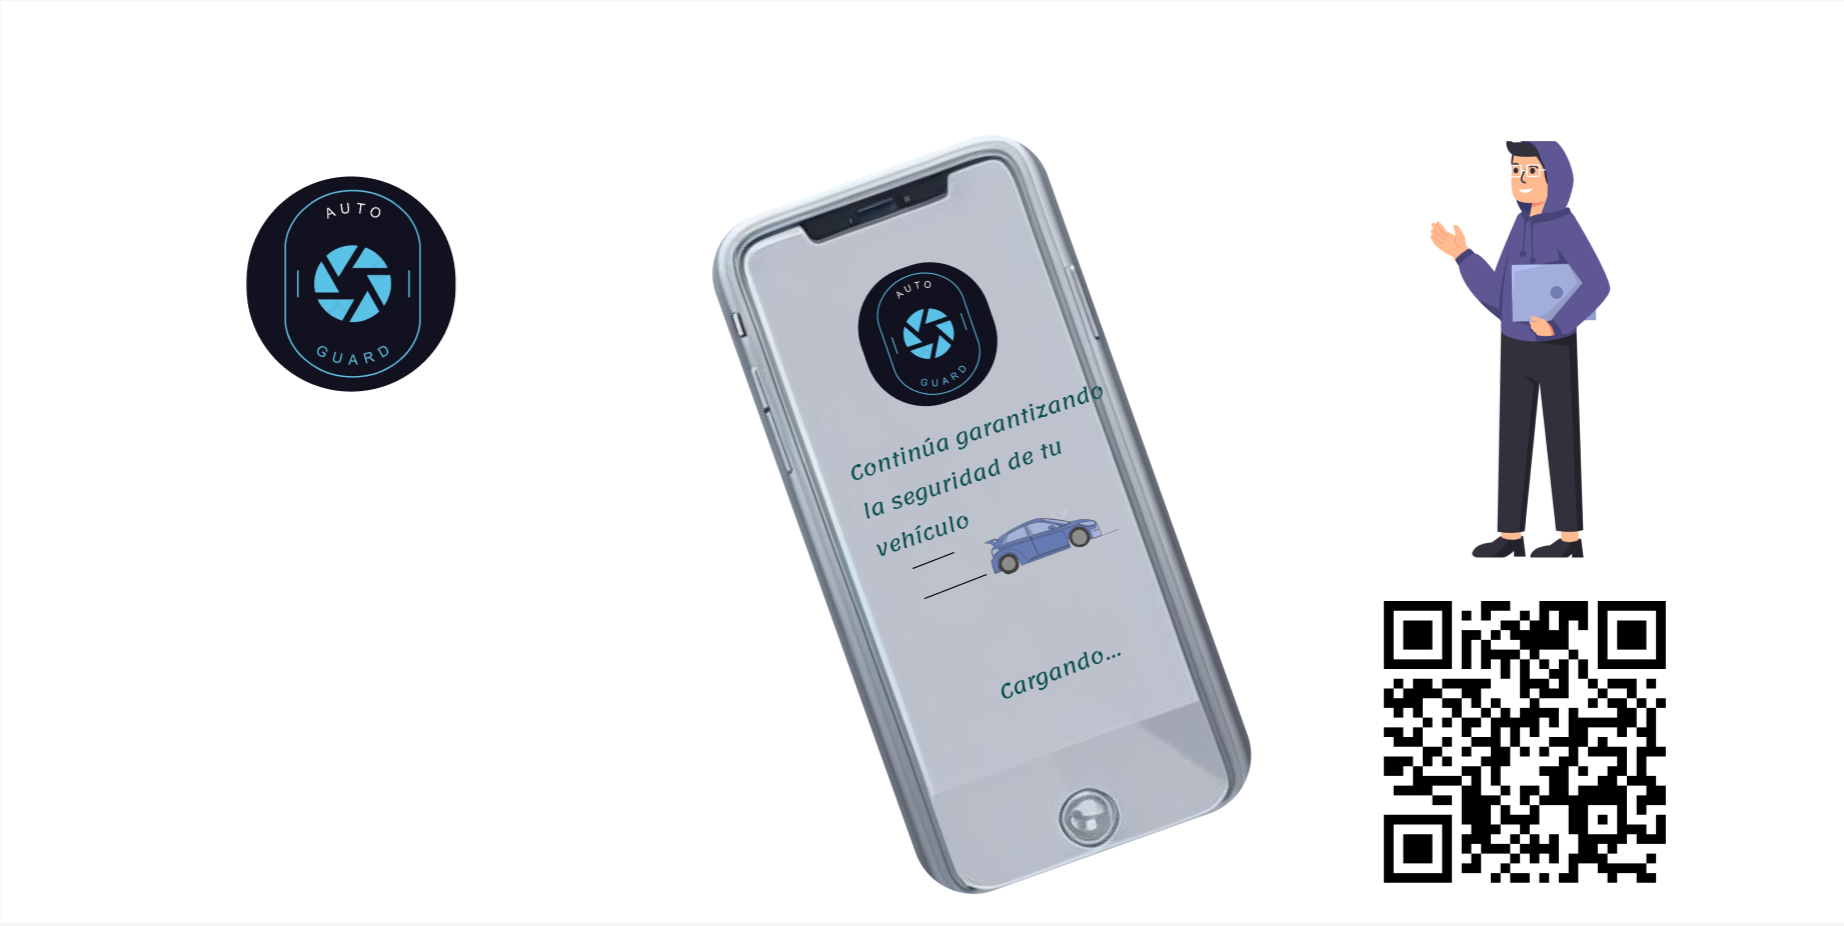 AUTO
GUARD
AUTO
GUARD
Continúa garantizando
la seguridad de tu
vehículo
Cargando...